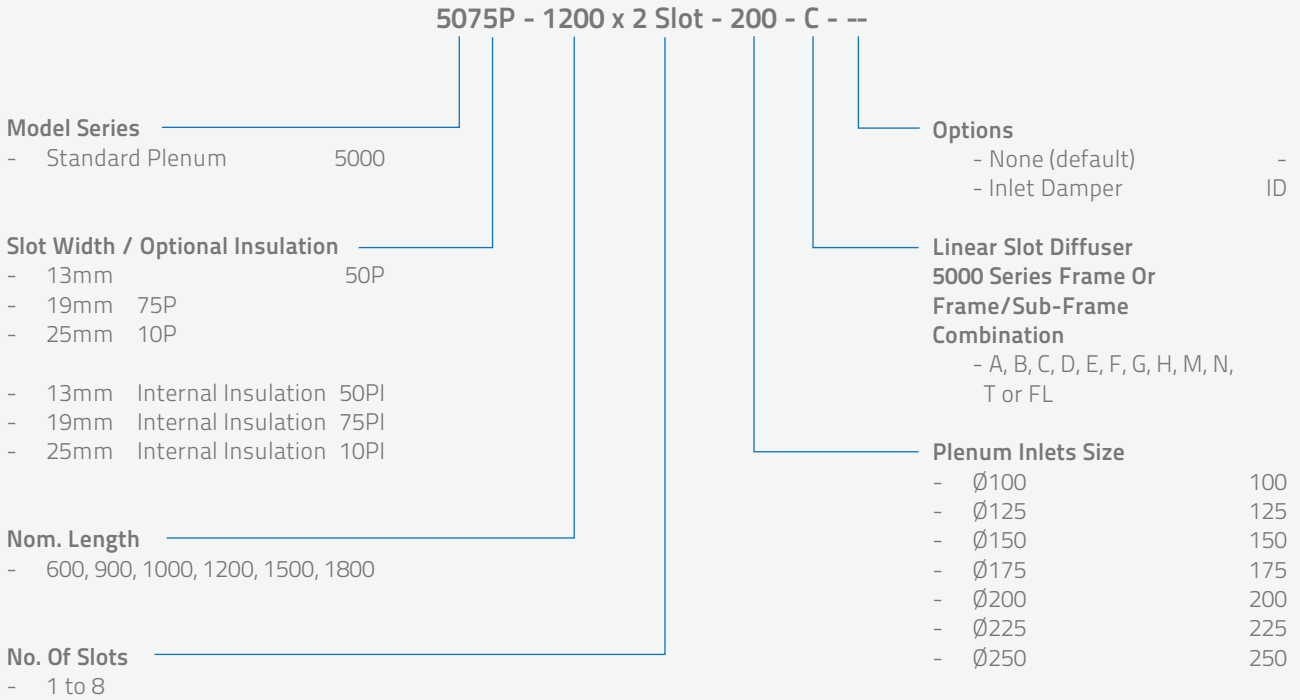 5075P - 1200 x 2 Slot - 200 - C - --
Model Series
- Standard Plenum 5000
Slot Width / Optional Insulation
- 13mm 50P
- 19mm 75P
- 25mm 10P
- 13mm Internal Insulation 50PI
- 19mm Internal Insulation 75PI
- 25mm Internal Insulation 10PI
Nom. Length
- 600, 900, 1000, 1200, 1500, 1800
No. Of Slots
- 1 to 8
Options
- None (default) -
- Inlet Damper ID
Linear Slot Diffuser
5000 Series Frame Or
Frame/Sub-Frame
Combination
- A, B, C, D, E, F, G, H, M, N,
T or FL
Plenum Inlets Size
- Ø100 100
- Ø125 125
- Ø150 150
- Ø175 175
- Ø200 200
- Ø225 225
- Ø250 250